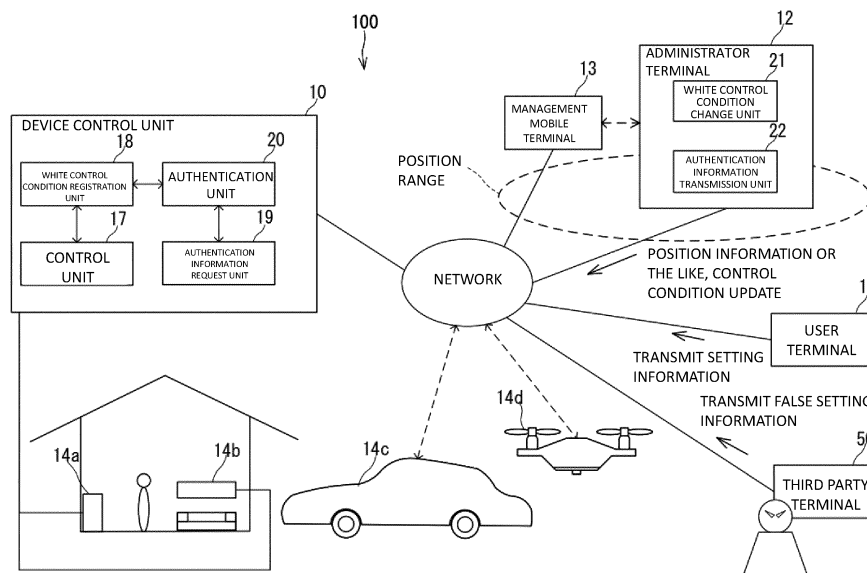 100
12
ADMINISTRATOR
TERMINAL
21
WHITE CONTROL
CONDITION
CHANGE UNIT
22
AUTHENTICATION
INFORMATION
TRANSMISSION UNIT
13
MANAGEMENT
MOBILE
TERMINAL
POSITION
RANGE
10
DEVICE CONTROL UNIT
18
WHITE CONTROL
CONDITION REGISTRATION
UNIT
20
AUTHENTICATION
UNIT
17
CONTROL
UNIT
19
AUTHENTICATION
INFORMATION
REQUEST UNIT
NETWORK
POSITION INFORMATION OR
THE LIKE, CONTROL
CONDITION UPDATE
USER
TERMINAL
TRANSMIT SETTING
INFORMATION
TRANSMIT FALSE SETTING
INFORMATION
THIRD PARTY
TERMINAL
14a
14b
14c
14d